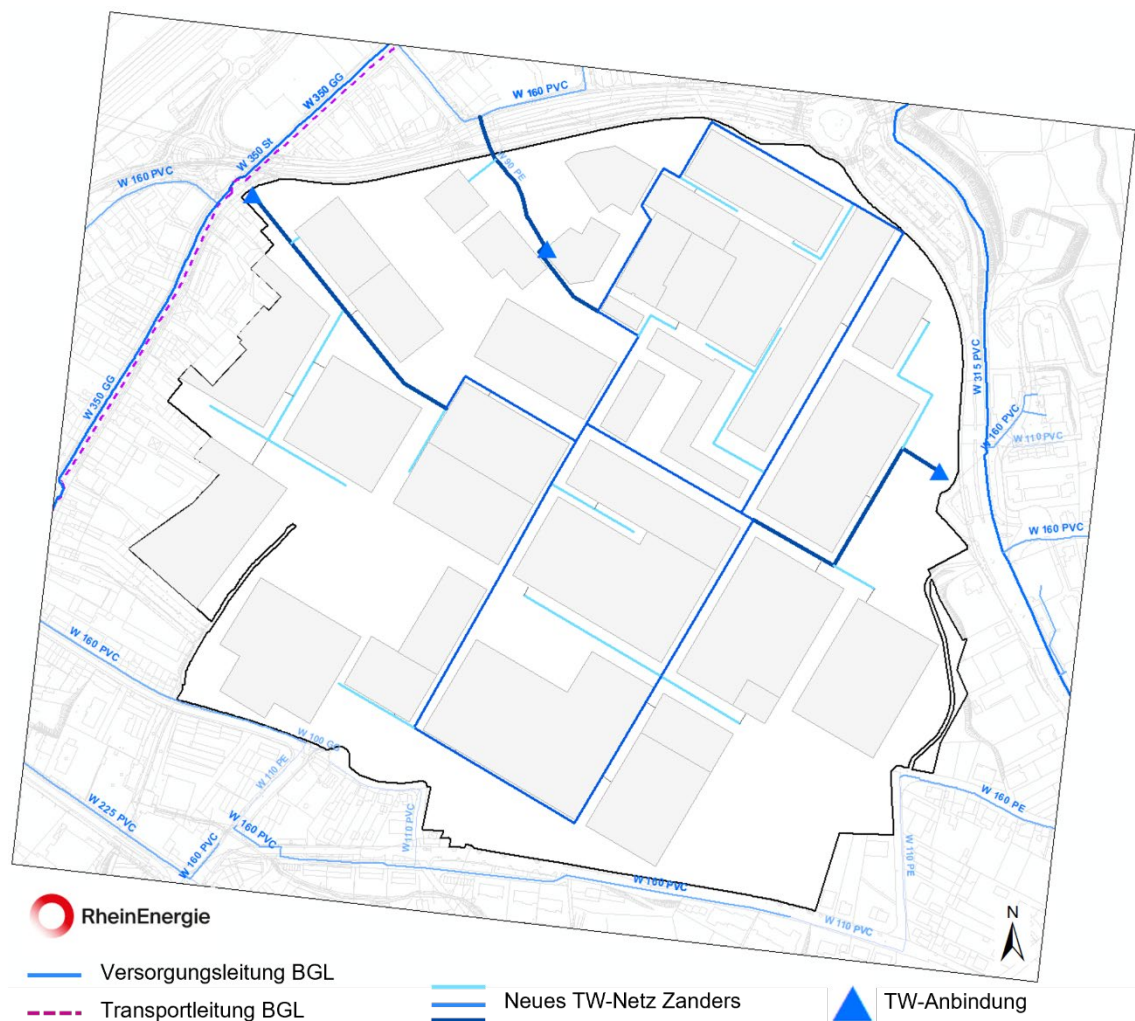 W 350 GG
W 160 PVC
W 350 St
W 90 PE
W 160 PVC
W 350 GG
W 315 PVC
W 160 PVC
W 110 PVC
W 160 PVC
W 160 PVC
W 100 GG
W 110 PE
W 225 PVC
W 160 PVC
W 160 PVC
W 110 PVC
W 160 PVC
W 110 PVC
W 110 PE
W 160 PE
N
RheinEnergie
Versorgungsleitung BGL
Transportleitung BGL
Neues TW-Netz Zanders
TW-Anbindung